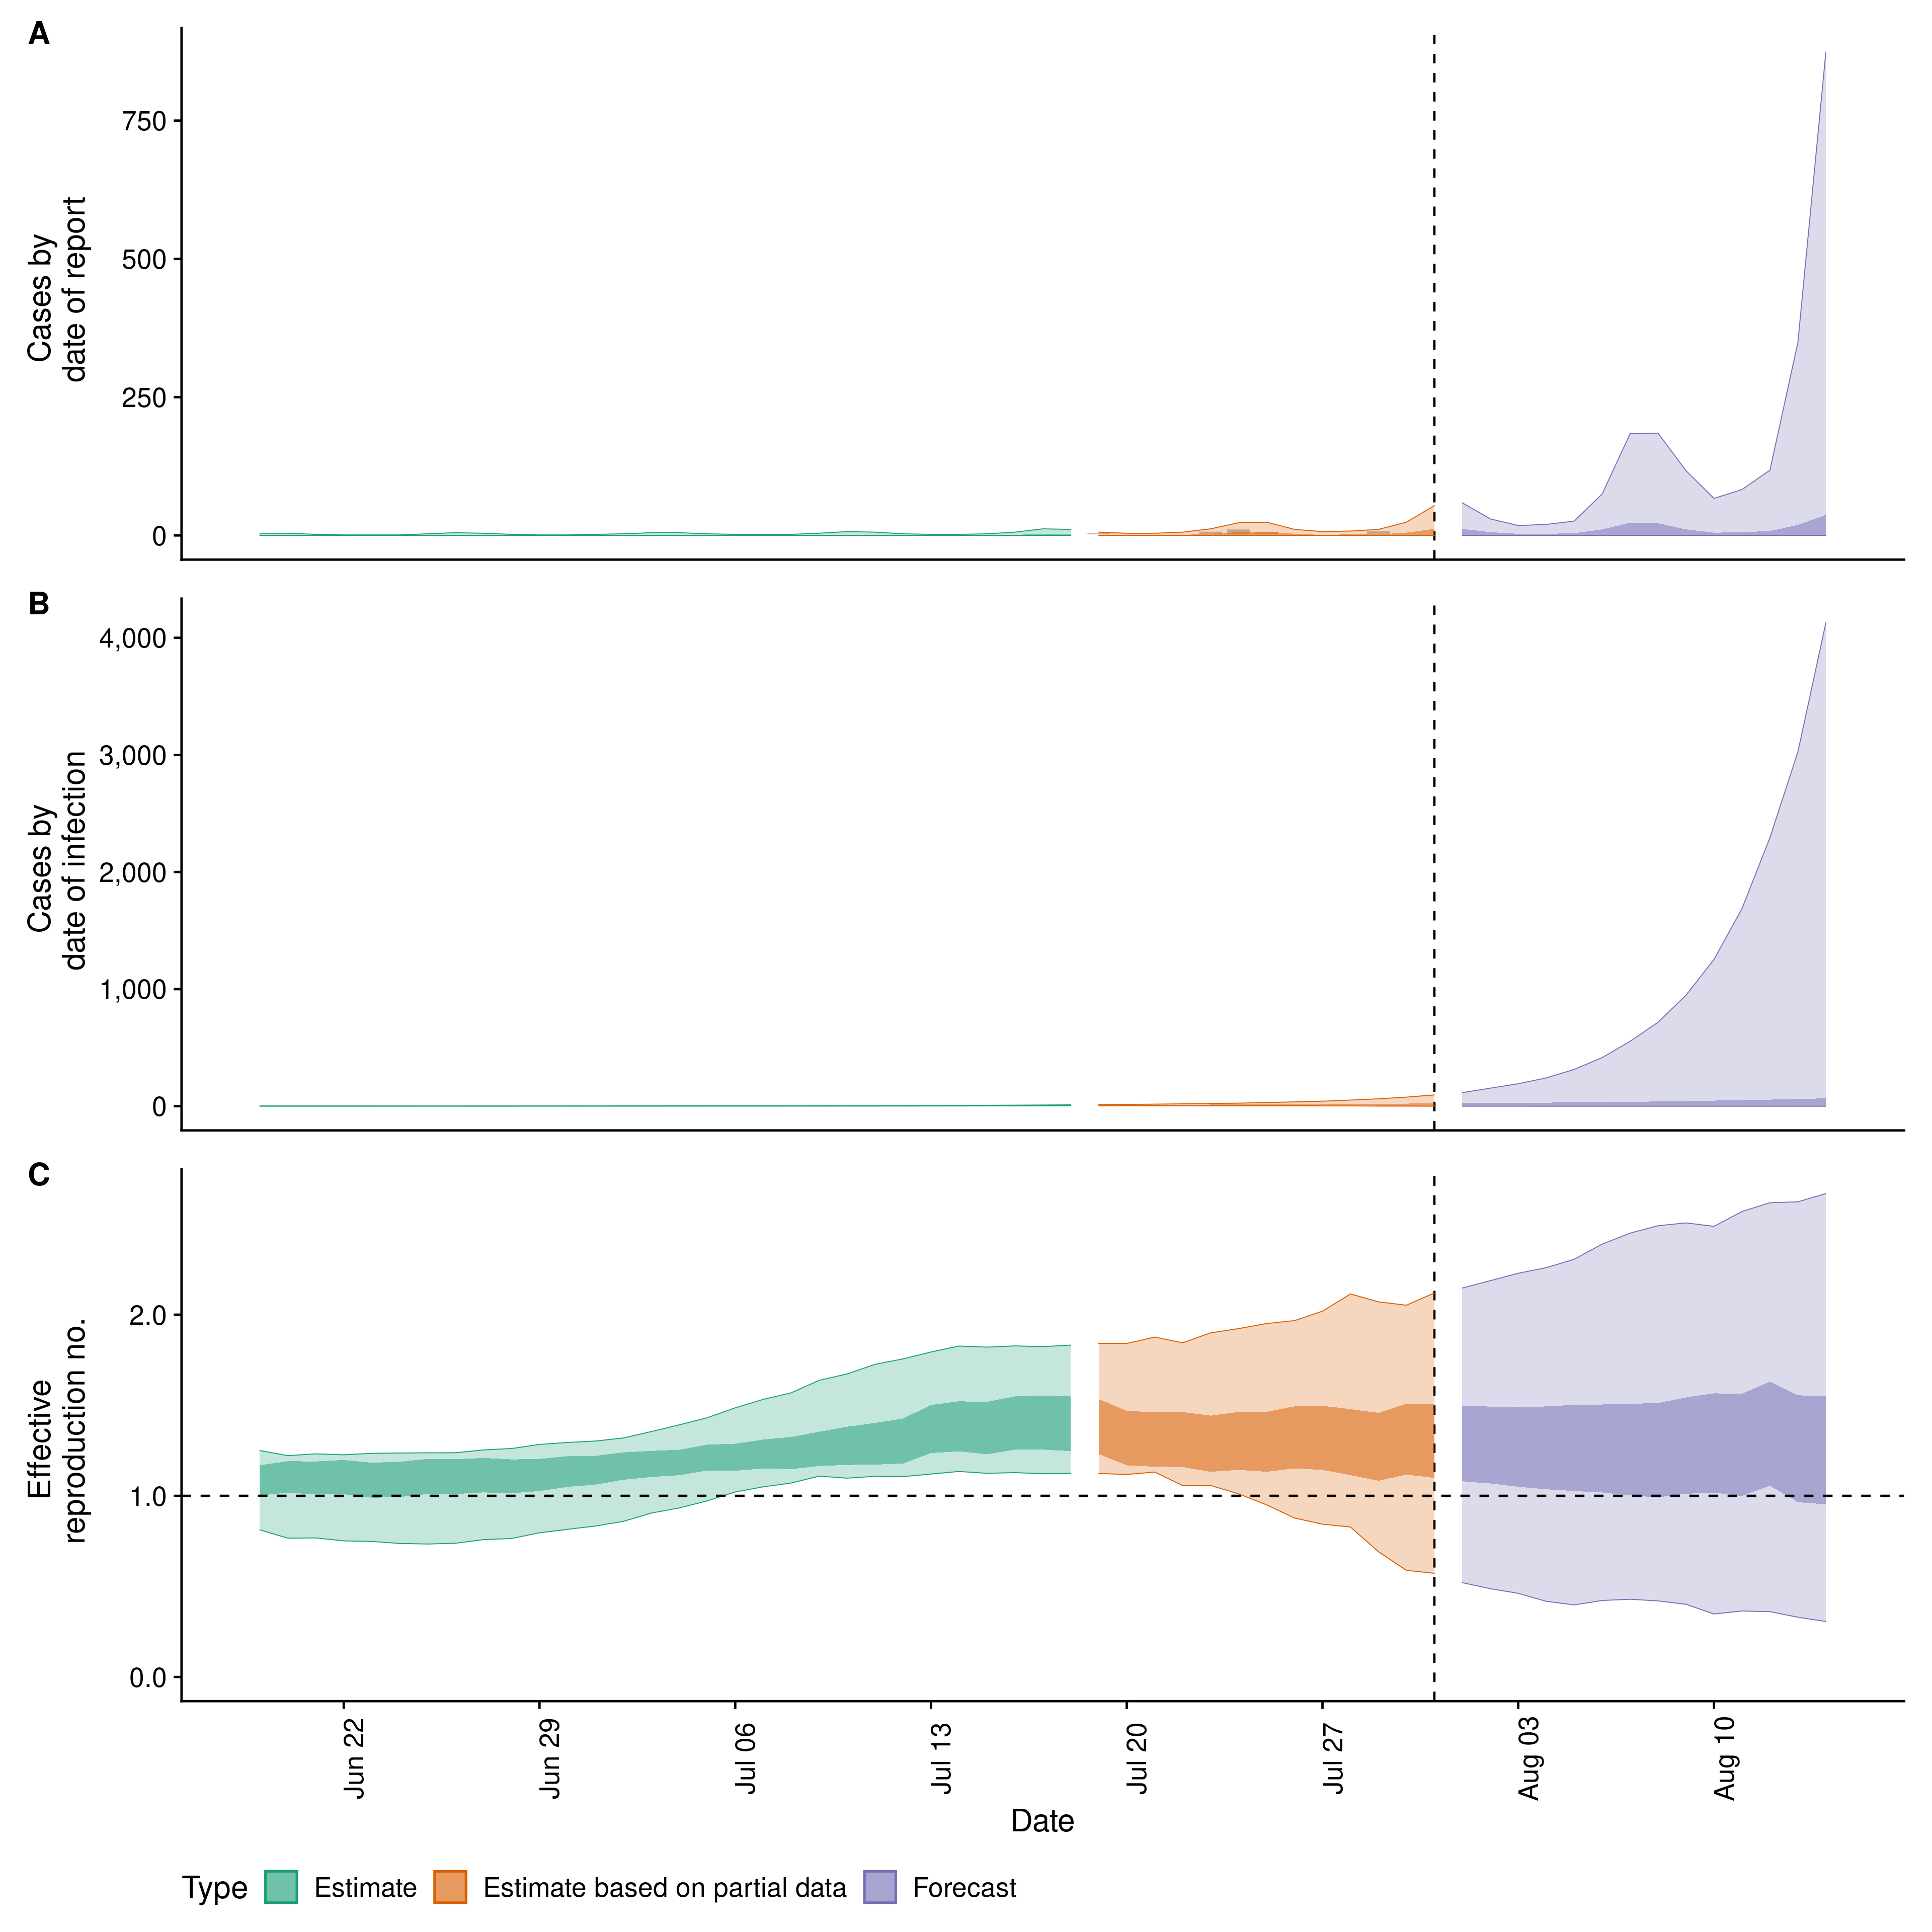 A
Cases by
date of report
750
500
250
0
B
Cases by
date of infection
4,000
3,000
2,000
1,000
0
C
Effective
reproduction no.
2.0
1.0
0.0
Jun 22
Jun 29
Jul 06
Jul 13
Jul 20
Jul 27
Aug 03
Aug 10
Date
Type Estimate Estimate based on partial data Forecast